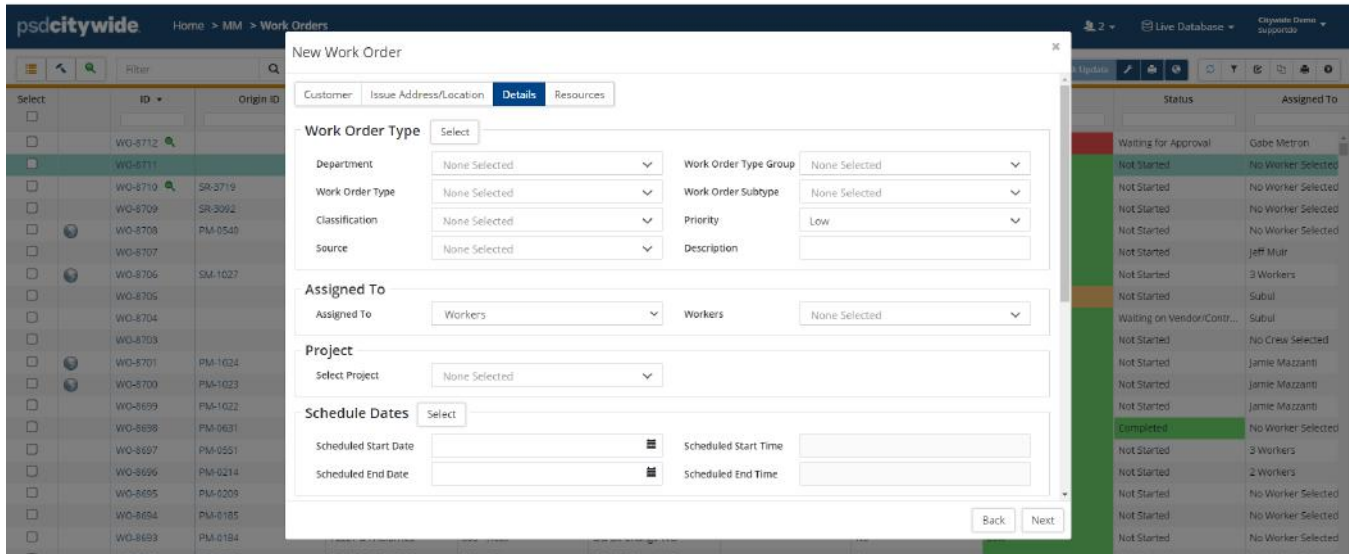 psdcitywide. Home > MM > Work Orders 2 Live Database Citywide Demo
supportdo
New Work Order ×
Filter Update
Customer Issue Address/Location Details Resources
Select ID Origin ID Status Assigned To
Work Order Type Select
WO-8712 Waiting for Approval Gabe Metron
Department None Selected Work Order Type Group None Selected
WO-8711 Not Started No Worker Selected
Work Order Type None Selected Work Order Subtype None Selected
WO-8710 SR-3719 Not Started No Worker Selected
WO-8709 SR-3092 Not Started No Worker Selected
Classification None Selected Priority Low
WO-8708 PM-0540 Not Started No Worker Selected
Source None Selected Description
WO-8707 Not Started Jeff Muir
WO-8706 SM-1027 Not Started 3 Workers
Assigned To
WO-8705 Not Started Subul
Assigned To Workers Workers None Selected
WO-8704 Waiting on Vendor/Contr... Subul
WO-8703 Not Started No Crew Selected
Project
WO-8701 PM-1024 Not Started Jamie Mazzanti
Select Project None Selected
WO-8700 PM-1023 Not Started Jamie Mazzanti
WO-8699 PM-1022 Not Started Jamie Mazzanti
Schedule Dates Select
WO-8698 PM-0631 Completed No Worker Selected
Scheduled Start Date Scheduled Start Time
WO-8697 PM-0551 Not Started 3 Workers
WO-8696 PM-0214 Not Started 2 Workers
Scheduled End Date Scheduled End Time
WO-8695 PM-0209 Not Started No Worker Selected
WO-8694 PM-0185 Not Started No Worker Selected
Back Next
WO-8693 PM-0184 Not Started No Worker Selected